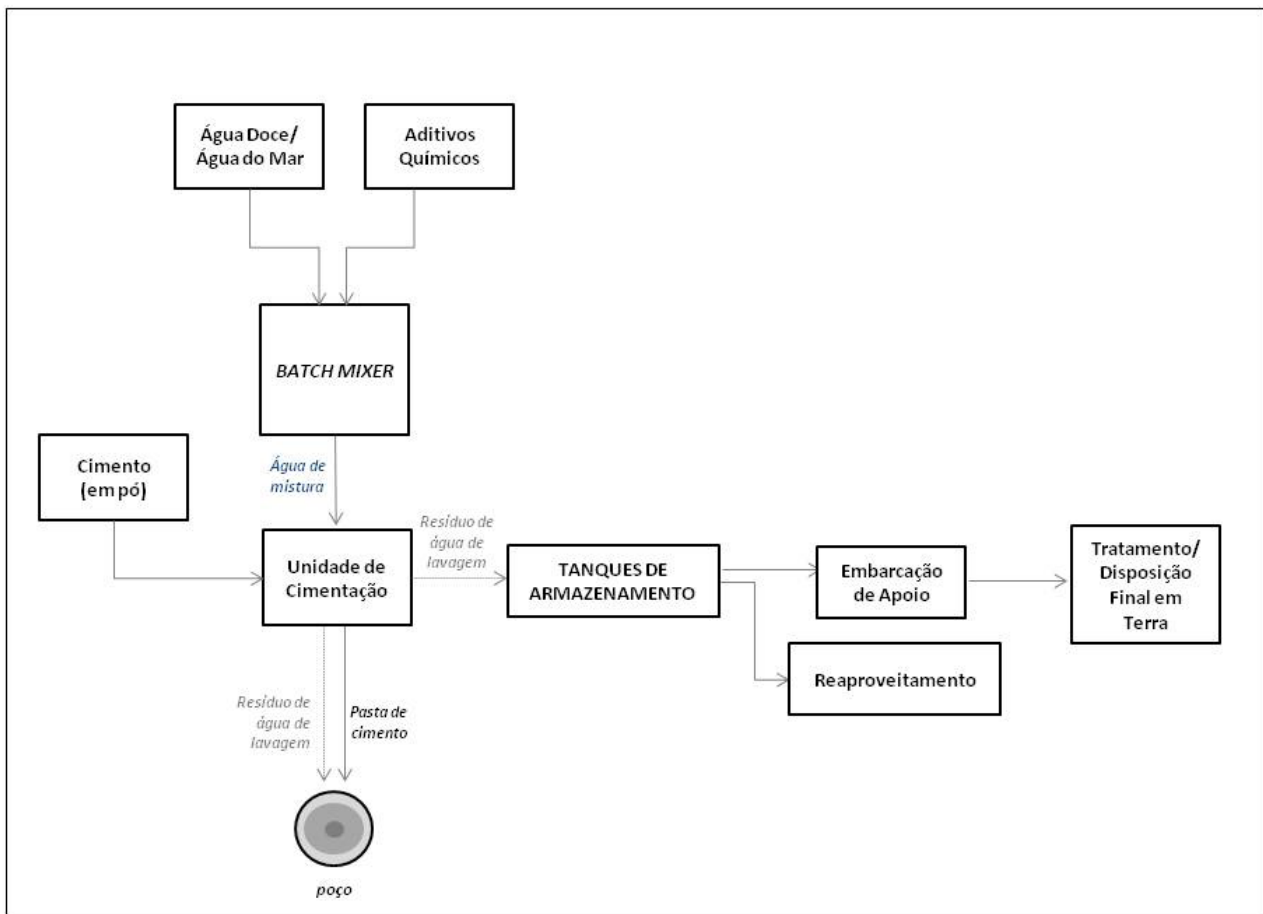 Água Doce/
Água do Mar
Aditivos
Químicos
BATCH MIXER
Água de
mistura
Cimento
(em pó)
Unidade de
Cimentação
Resíduo de
água de
lavagem
TANQUES DE
ARMAZENAMENTO
Embarcação
de Apoio
Tratamento/
Disposição
Final em
Terra
Reaproveitamento
Resíduo de
água de
lavagem
Pasta de
cimento
poço